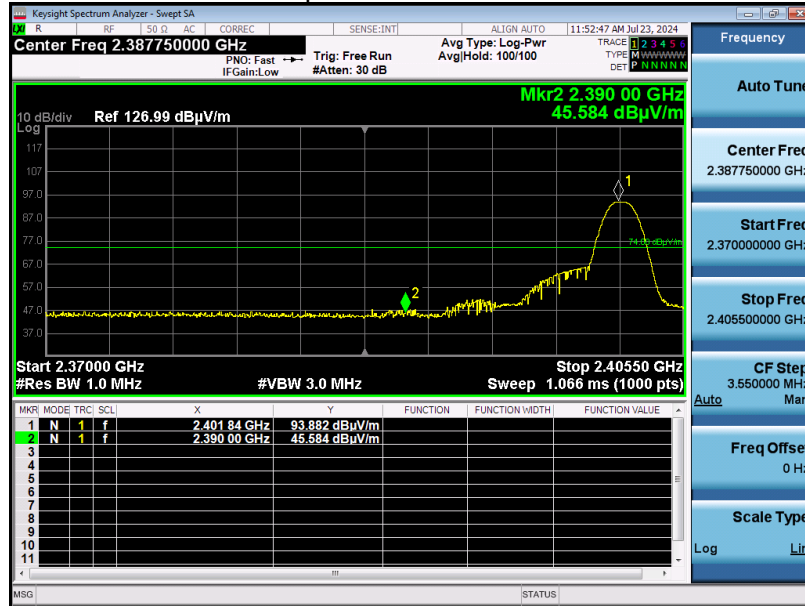 Keysight Spectrum Analyzer - Swept SA
LXI R RF 50 Ω AC CORREC SENSE:INT ALIGN AUTO 11:52:47 AM Jul 23, 2024
Center Freq 2.387750000 GHz
PNO: Fast
IFGain:Low
Trig: Free Run
#Atten: 30 dB
Avg Type: Log-Pwr
Avg|Hold: 100/100
TRACE 1 2 3 4 5 6
TYPE M W W W W W
DET P N N N N N
Mkr2 2.390 00 GHz
45.584 dBµV/m
10 dB/div Ref 126.99 dBµV/m
Log
117
107
97.0
87.0
77.0
67.0
57.0
47.0
37.0
1
2
74.00 dBµV/m
Start 2.37000 GHz Stop 2.40550 GHz
#Res BW 1.0 MHz #VBW 3.0 MHz Sweep 1.066 ms (1000 pts)
MKR MODE TRC SCL X Y FUNCTION FUNCTION WIDTH FUNCTION VALUE
1 N 1 f 2.401 84 GHz 93.882 dBµV/m
2 N 1 f 2.390 00 GHz 45.584 dBµV/m
3
4
5
6
7
8
9
10
11
MSG STATUS
Frequency
Auto Tune
Center Freq
2.387750000 GHz
Start Freq
2.370000000 GHz
Stop Freq
2.405500000 GHz
CF Step
3.550000 MHz
Auto Man
Freq Offset
0 Hz
Scale Type
Log Lin